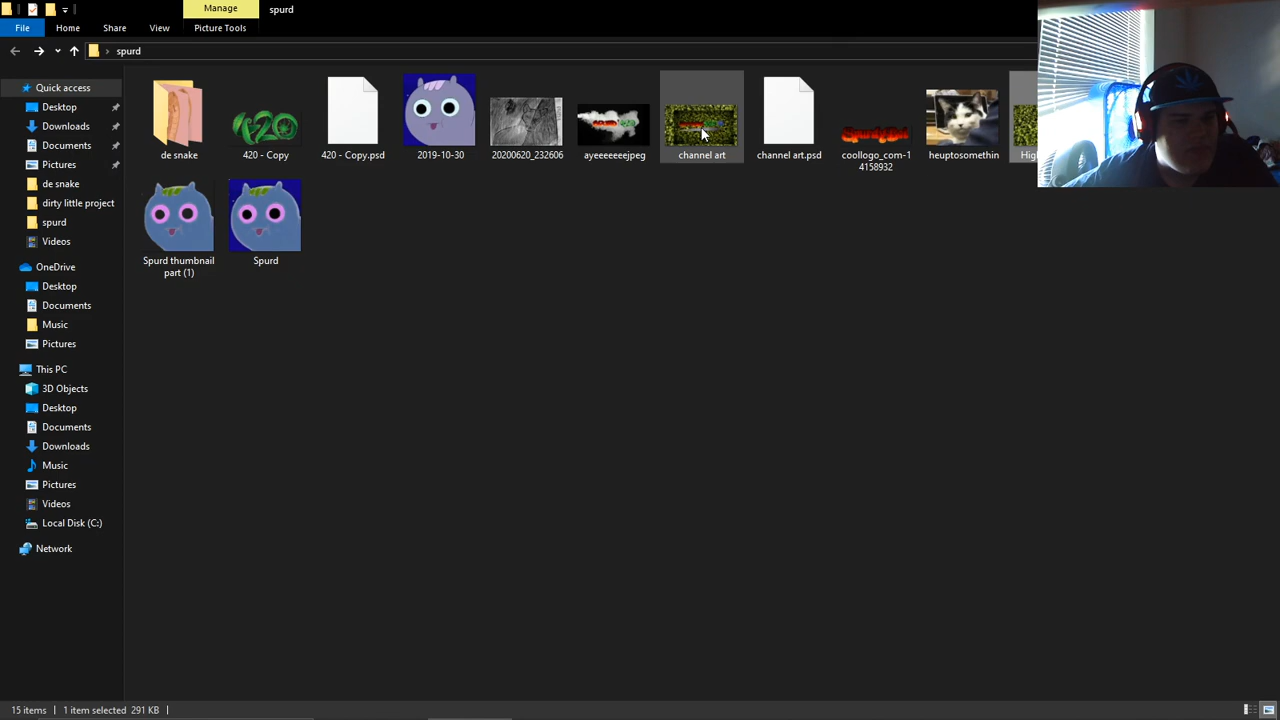 Manage
spurd
File
Home
Share
View
Picture Tools
spurd
Quick access
Desktop
Downloads
Documents
Pictures
de snake
dirty little project
spurd
Videos
OneDrive
Desktop
Documents
Music
Pictures
This PC
3D Objects
Desktop
Documents
Downloads
Music
Pictures
Videos
Local Disk (C:)
Network
420
de snake
420 - Copy
420 - Copy.psd
2019-10-30
20200620_232606
ayeeeeeejpeg
channel art
channel art.psd
coollogo_com-1
4158932
heuptosomethin
Hig
Spurd thumbnail
part (1)
Spurd
15 items
1 item selected 291 KB